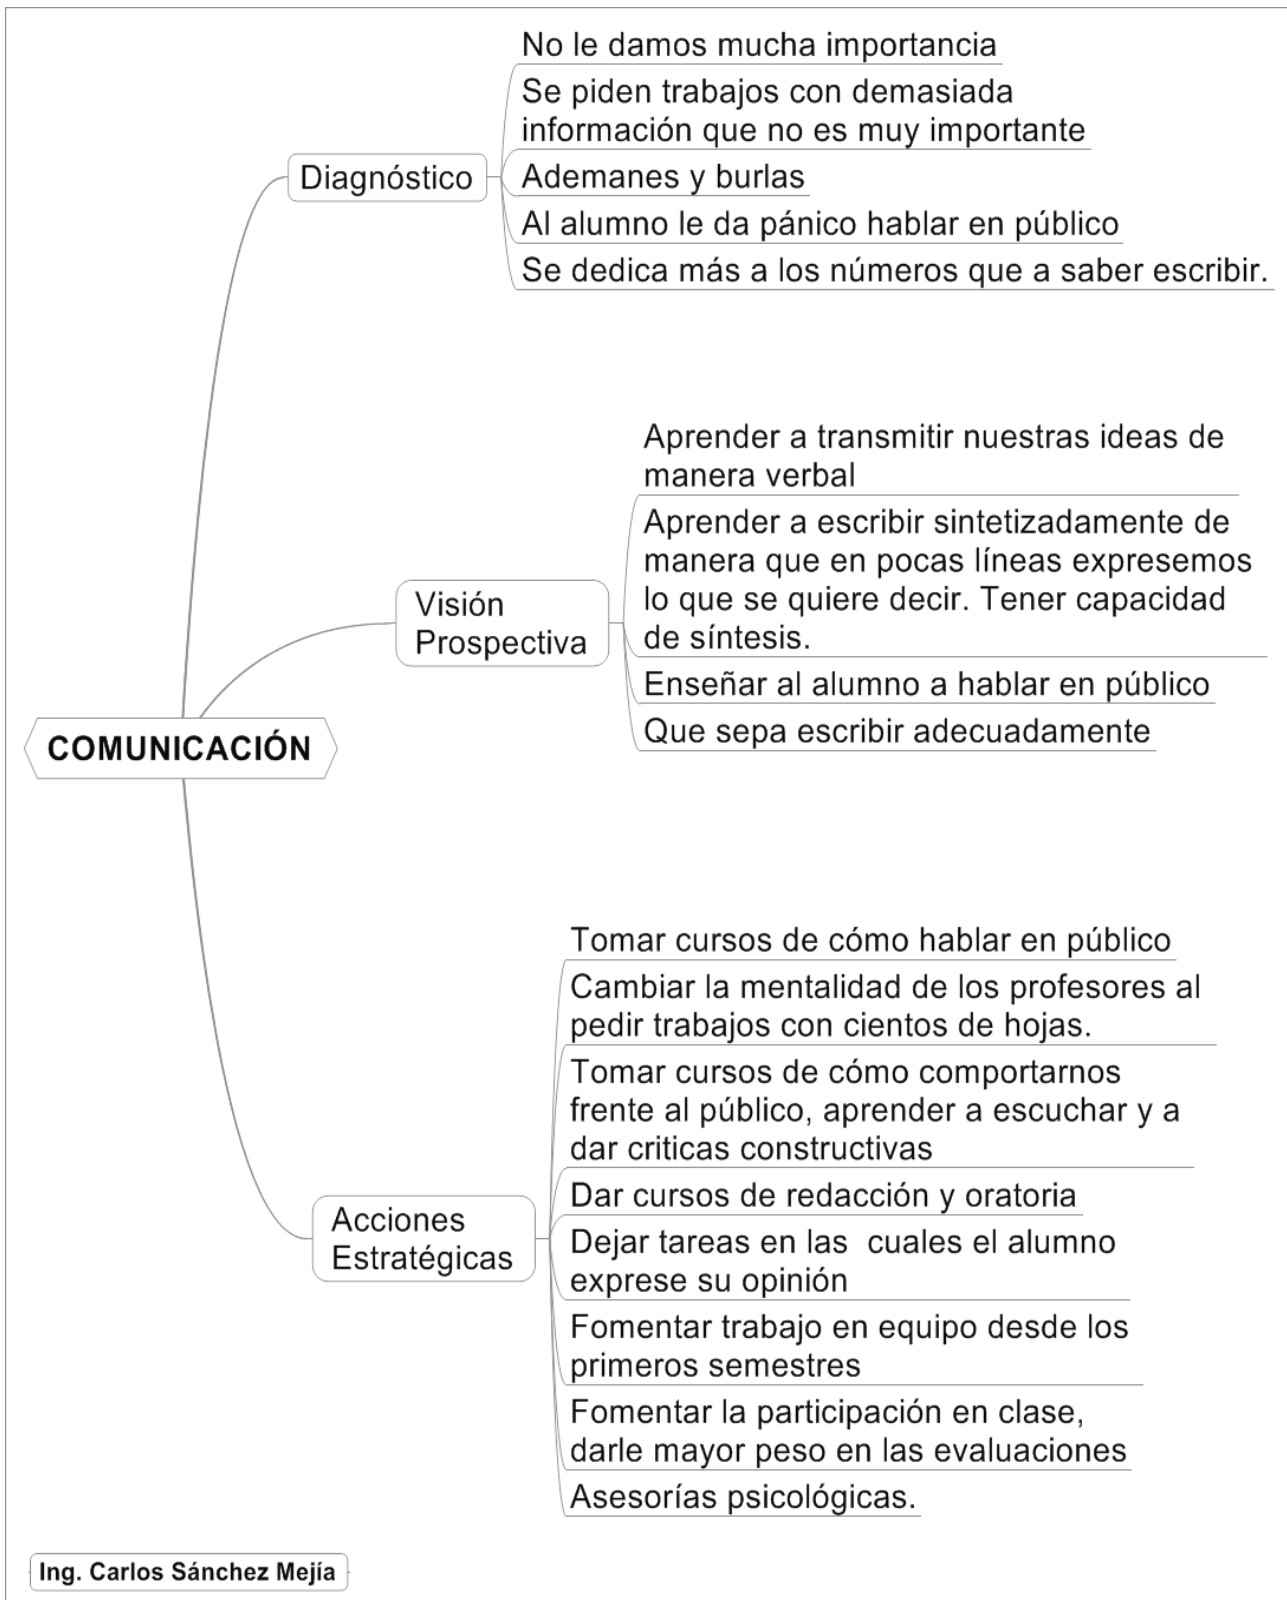 No le damos mucha importancia
Se piden trabajos con demasiada
información que no es muy importante
Diagnóstico
Ademanes y burlas
Al alumno le da pánico hablar en público
Se dedica más a los números que a saber escribir.
Aprender a transmitir nuestras ideas de
manera verbal
Aprender a escribir sintetizadamente de
manera que en pocas líneas expresemos
lo que se quiere decir. Tener capacidad
de síntesis.
Visión
Prospectiva
Enseñar al alumno a hablar en público
Que sepa escribir adecuadamente
COMUNICACIÓN
Tomar cursos de cómo hablar en público
Cambiar la mentalidad de los profesores al
pedir trabajos con cientos de hojas.
Tomar cursos de cómo comportarnos
frente al público, aprender a escuchar y a
dar criticas constructivas
Dar cursos de redacción y oratoria
Acciones
Estratégicas
Dejar tareas en las  cuales el alumno
exprese su opinión
Fomentar trabajo en equipo desde los
primeros semestres
Fomentar la participación en clase,
darle mayor peso en las evaluaciones
Asesorías psicológicas.
Ing. Carlos Sánchez Mejía